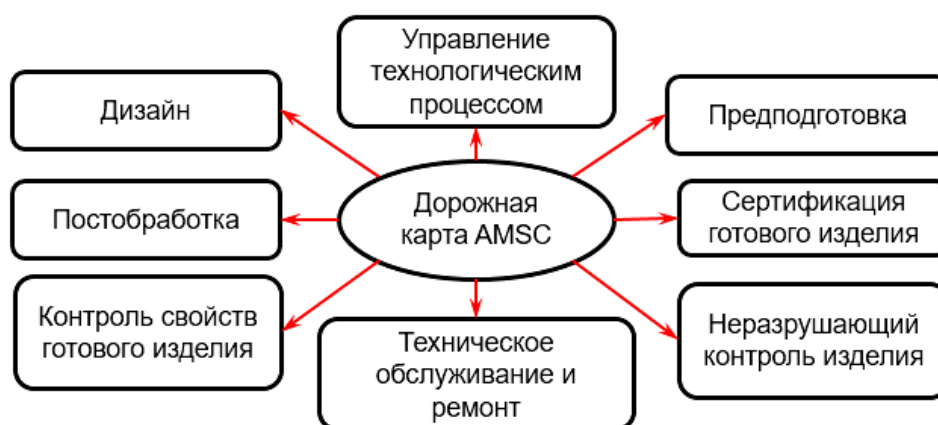 Управление
технологическим
процессом
Дизайн
Предподготовка
Дорожная
карта AMSC
Постобработка
Сертификация
готового изделия
Контроль свойств
готового изделия
Техническое
обслуживание и
ремонт
Неразрушающий
контроль изделия